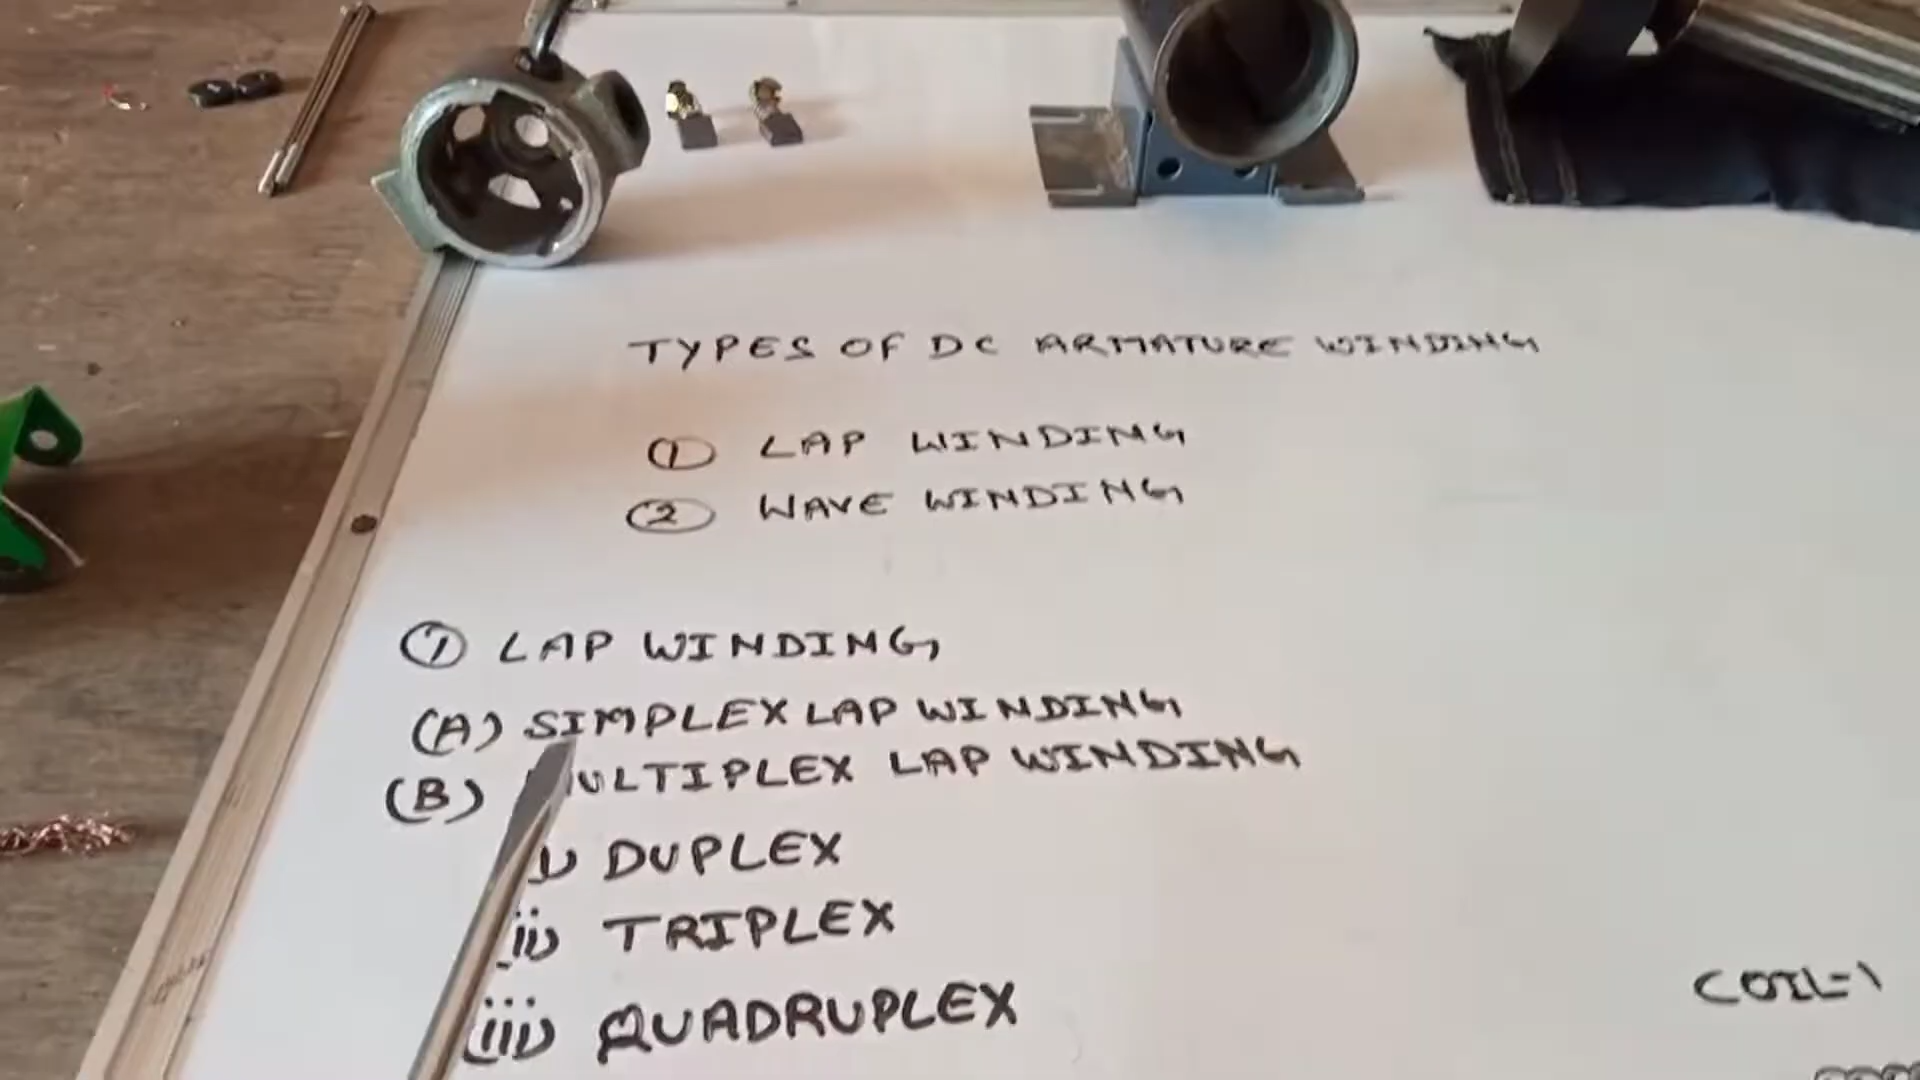 TYPES OF DC ARMATURE WINDING
① LAP WINDING
② WAVE WINDING
① LAP WINDING,
(A) SIMPLEX LAP WINDING
(B) MULTIPLEX LAP WINDING
i) DUPLEX
ii) TRIPLEX
iii) QUADRUPLEX
COIL=1